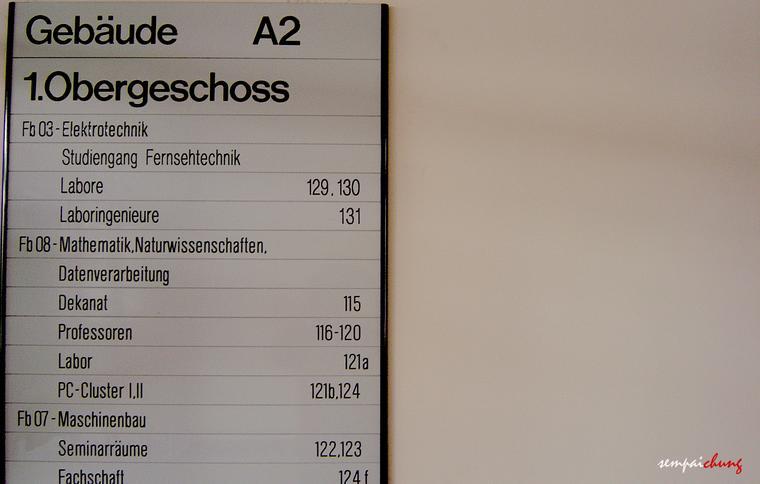 Gebäude A2
1.Obergeschoss
Fb 03-Elektrotechnik
Studiengang Fernsehtechnik
Labore 129,130
Laboringenieure 131
Fb 08-Mathematik,Naturwissenschaften,
Datenverarbeitung
Dekanat 115
Professoren 116-120
Labor 121a
PC-Cluster I,II 121b,124
Fb 07-Maschinenbau
Seminarräume 122,123
Fachschaft 124 f
sempaichung